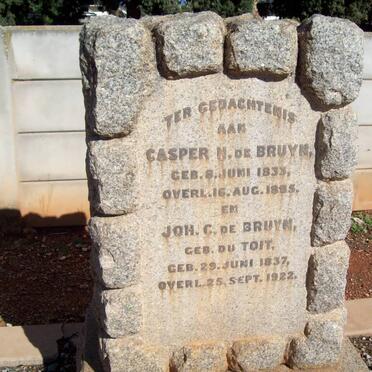 TER GEDACHTENIS
AAN
CASPER H. DE BRUYN,
GEB. 8. JUNI 1833,
OVERL. 16. AUG. 1895.
EN
JOH. C. DE BRUYN,
GEB. DU TOIT,
GEB. 29. JUNI 1837,
OVERL. 25. SEPT. 1922.